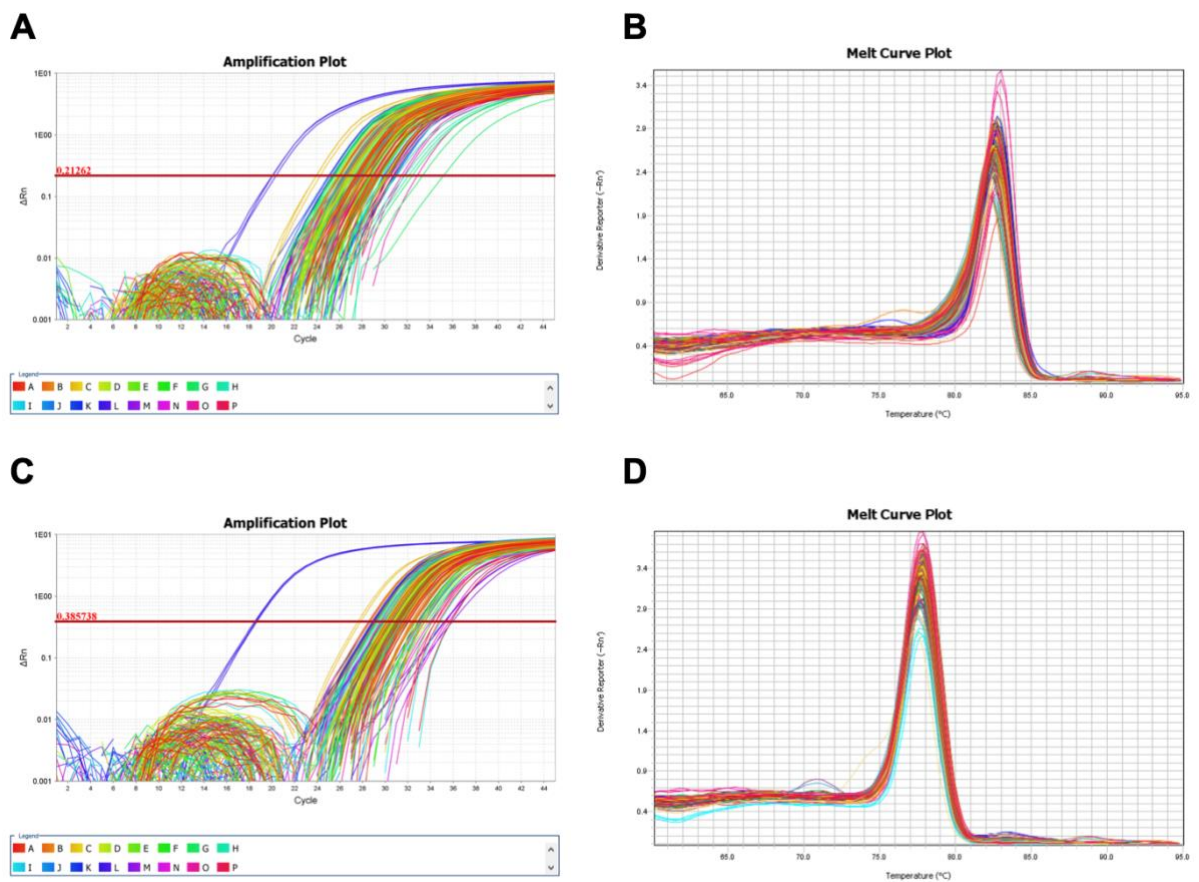 A
Amplification Plot
1E01
1E00
0.21262
0.1
0.01
0.001
ΔRn
2 4 6 8 10 12 14 16 18 20 22 24 26 28 30 32 34 36 38 40 42 44
Cycle
Legend
A B C D E F G H
I J K L M N O P
B
Melt Curve Plot
3.4
2.9
2.4
1.9
1.4
0.9
0.4
Derivative Reporter (-Rn')
65.0 70.0 75.0 80.0 85.0 90.0 95.0
Temperature (°C)
C
Amplification Plot
1E01
1E00
0.385738
0.1
0.01
0.001
ΔRn
2 4 6 8 10 12 14 16 18 20 22 24 26 28 30 32 34 36 38 40 42 44
Cycle
Legend
A B C D E F G H
I J K L M N O P
D
Melt Curve Plot
3.4
2.9
2.4
1.9
1.4
0.9
0.4
Derivative Reporter (-Rn')
65.0 70.0 75.0 80.0 85.0 90.0 95.0
Temperature (°C)